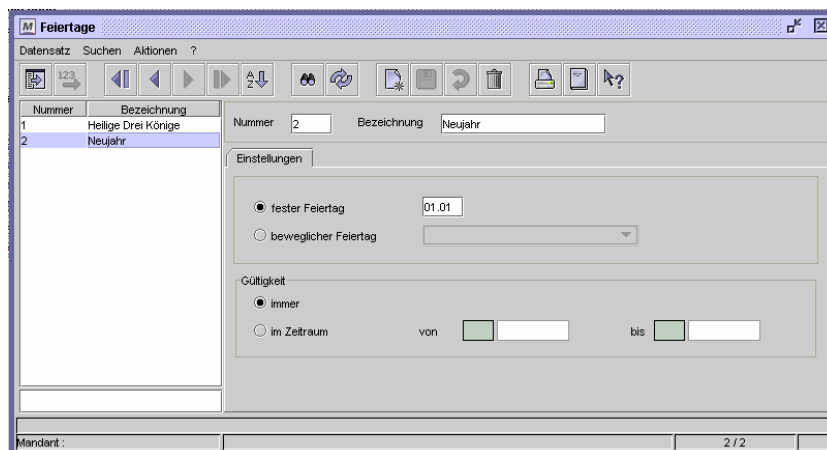 M Feiertage
Datensatz Suchen Aktionen ?
123
A
Z
?
Nummer Bezeichnung
1 Heilige Drei Könige
2 Neujahr
Nummer 2 Bezeichnung Neujahr
Einstellungen
fester Feiertag 01.01
beweglicher Feiertag
Gültigkeit
immer
im Zeitraum von bis
Mandant :
2 / 2